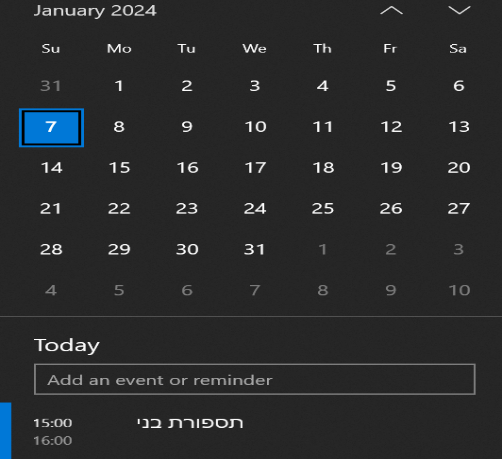 January 2024
Su Mo Tu We Th Fr Sa
31 1 2 3 4 5 6
7 8 9 10 11 12 13
14 15 16 17 18 19 20
21 22 23 24 25 26 27
28 29 30 31 1 2 3
4 5 6 7 8 9 10
Today
Add an event or reminder
15:00 תספורת בני
16:00